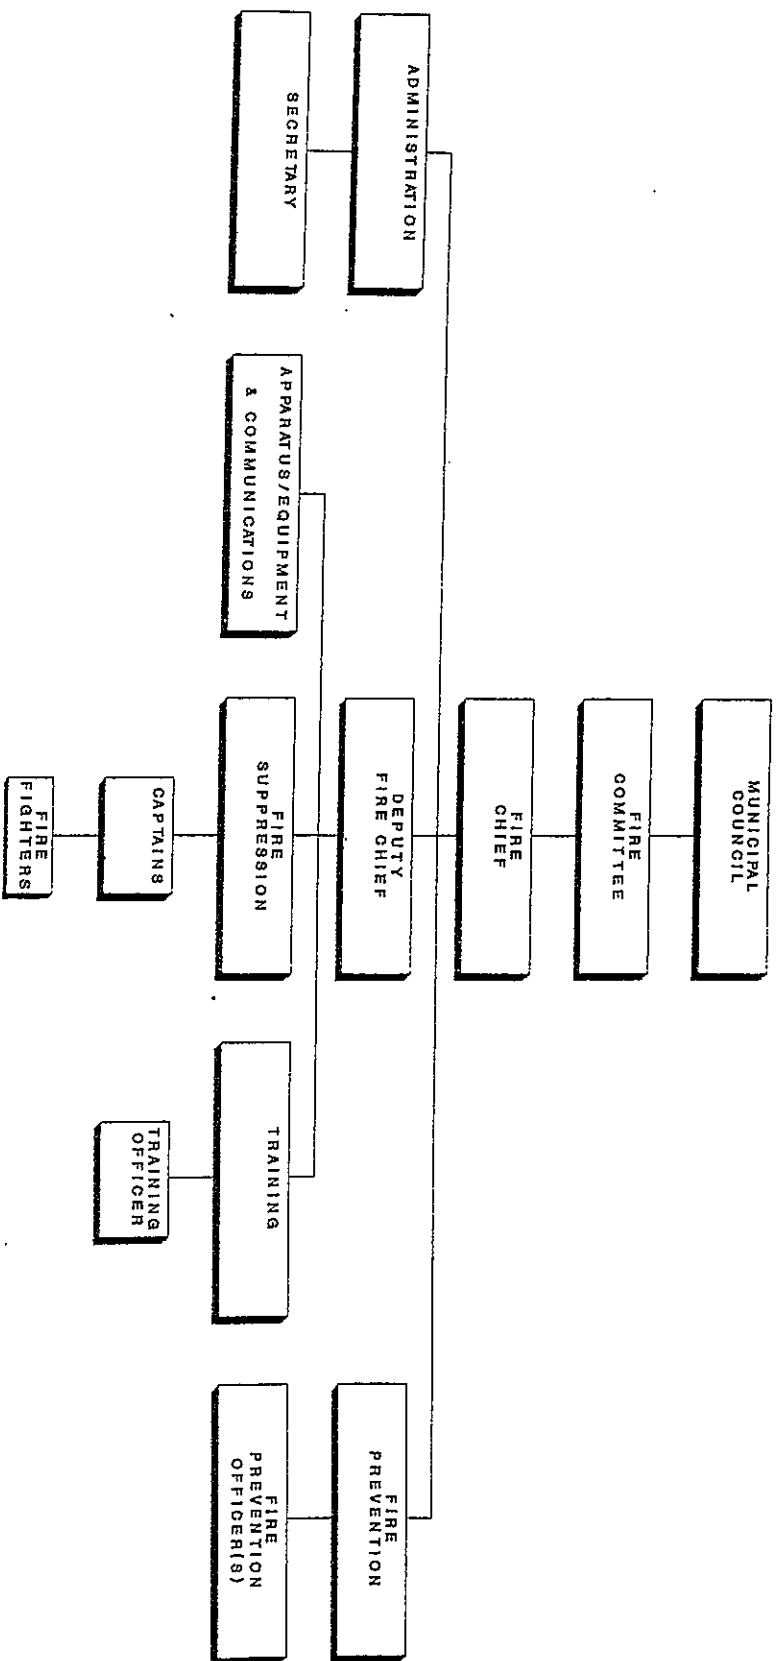 MUNICIPAL
COUNCIL
FIRE
COMMITTEE
FIRE
CHIEF
ADMINISTRATION
DEPUTY
FIRE CHIEF
FIRE
PREVENTION
SECRETARY
APPARATUS/EQUIPMENT
& COMMUNICATIONS
FIRE
SUPPRESSION
TRAINING
FIRE
PREVENTION
OFFICER(S)
CAPTAINS
TRAINING
OFFICER
FIRE
FIGHTERS